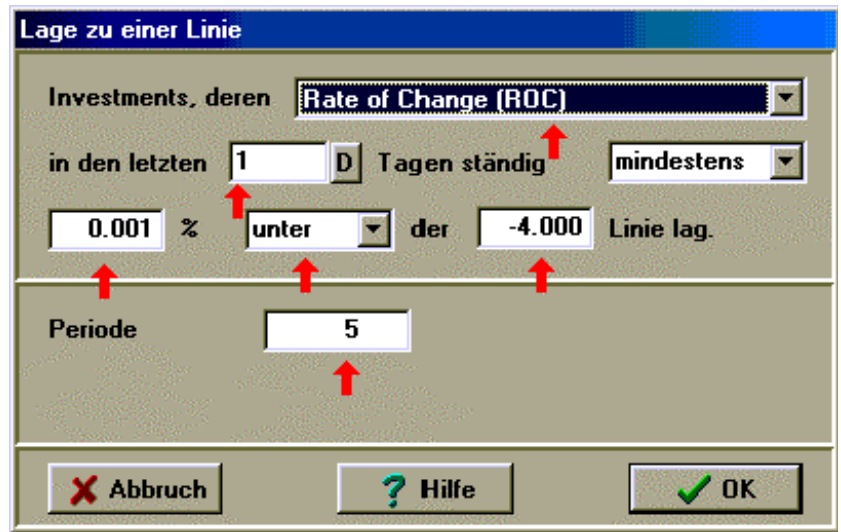 Lage zu einer Linie
Investments, deren Rate of Change (ROC)
in den letzten 1 D Tagen ständig mindestens
0.001 % unter der -4.000 Linie lag.
Periode 5
Abbruch ? Hilfe OK